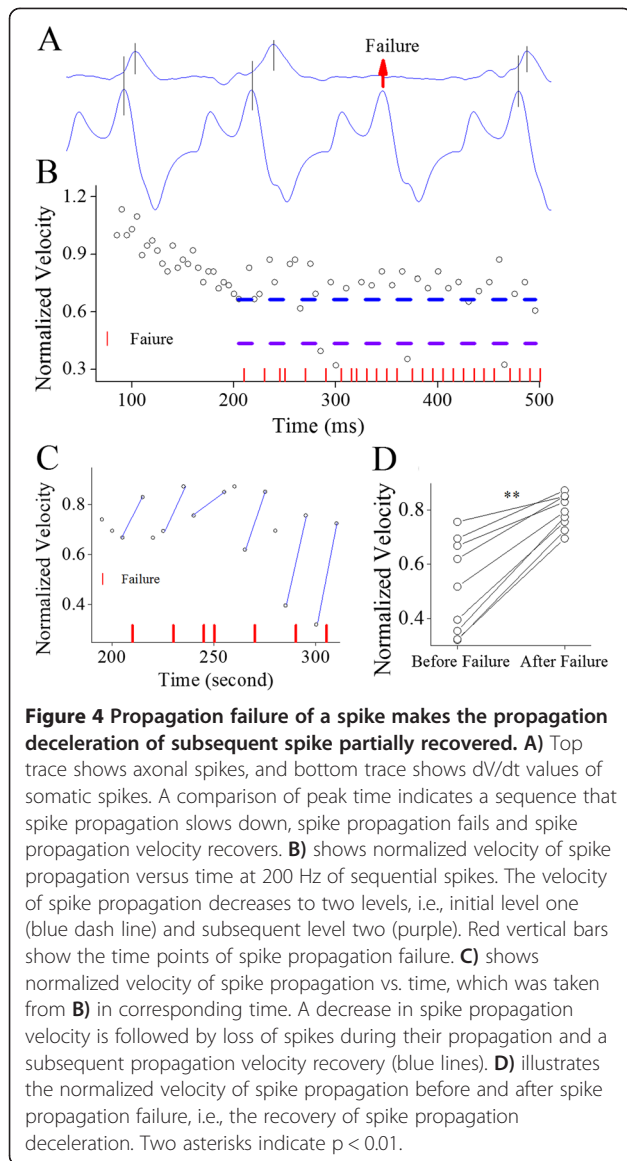 A
Failure
B
1.2
0.9
0.6
0.3
Normalized Velocity
Faiure
100 200 300 400 500
Time (ms)
C
0.8
0.6
0.4
Normalized Velocity
Failure
200 250 300
Time (second)
D
**
0.8
0.6
0.4
Normalized Velocity
Before Failure After Failure
Figure 4 Propagation failure of a spike makes the propagation
deceleration of subsequent spike partially recovered. A) Top
trace shows axonal spikes, and bottom trace shows dV/dt values of
somatic spikes. A comparison of peak time indicates a sequence that
spike propagation slows down, spike propagation fails and spike
propagation velocity recovers. B) shows normalized velocity of spike
propagation versus time at 200 Hz of sequential spikes. The velocity
of spike propagation decreases to two levels, i.e., initial level one
(blue dash line) and subsequent level two (purple). Red vertical bars
show the time points of spike propagation failure. C) shows
normalized velocity of spike propagation vs. time, which was taken
from B) in corresponding time. A decrease in spike propagation
velocity is followed by loss of spikes during their propagation and a
subsequent propagation velocity recovery (blue lines). D) illustrates
the normalized velocity of spike propagation before and after spike
propagation failure, i.e., the recovery of spike propagation
deceleration. Two asterisks indicate p < 0.01.